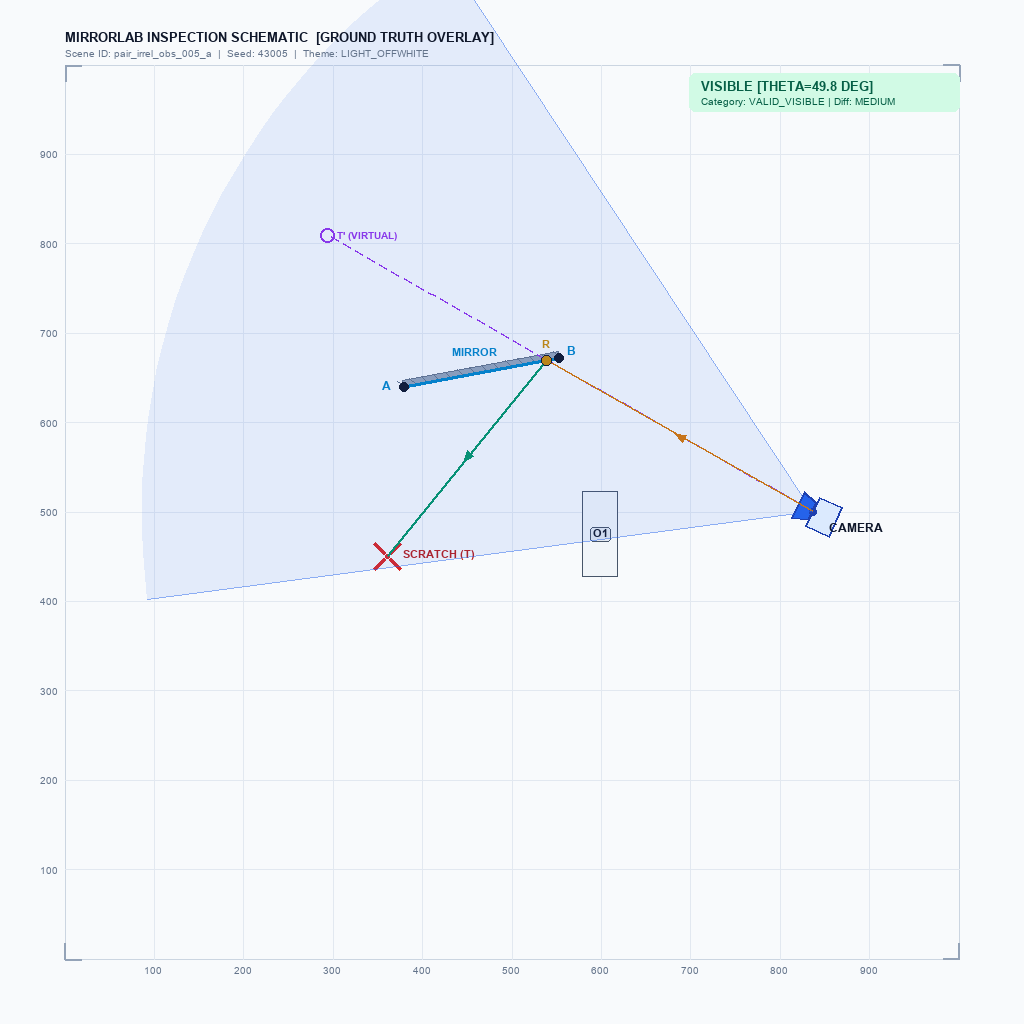 MIRRORLAB INSPECTION SCHEMATIC  [GROUND TRUTH OVERLAY]
Scene ID: pair_irrel_obs_005_a  |  Seed: 43005  |  Theme: LIGHT_OFFWHITE
VISIBLE [THETA=49.8 DEG]
Category: VALID_VISIBLE | Diff: MEDIUM
900
800
T' (VIRTUAL)
700
R
MIRROR
B
A
600
500
O1
CAMERA
SCRATCH (T)
400
300
200
100
100 200 300 400 500 600 700 800 900